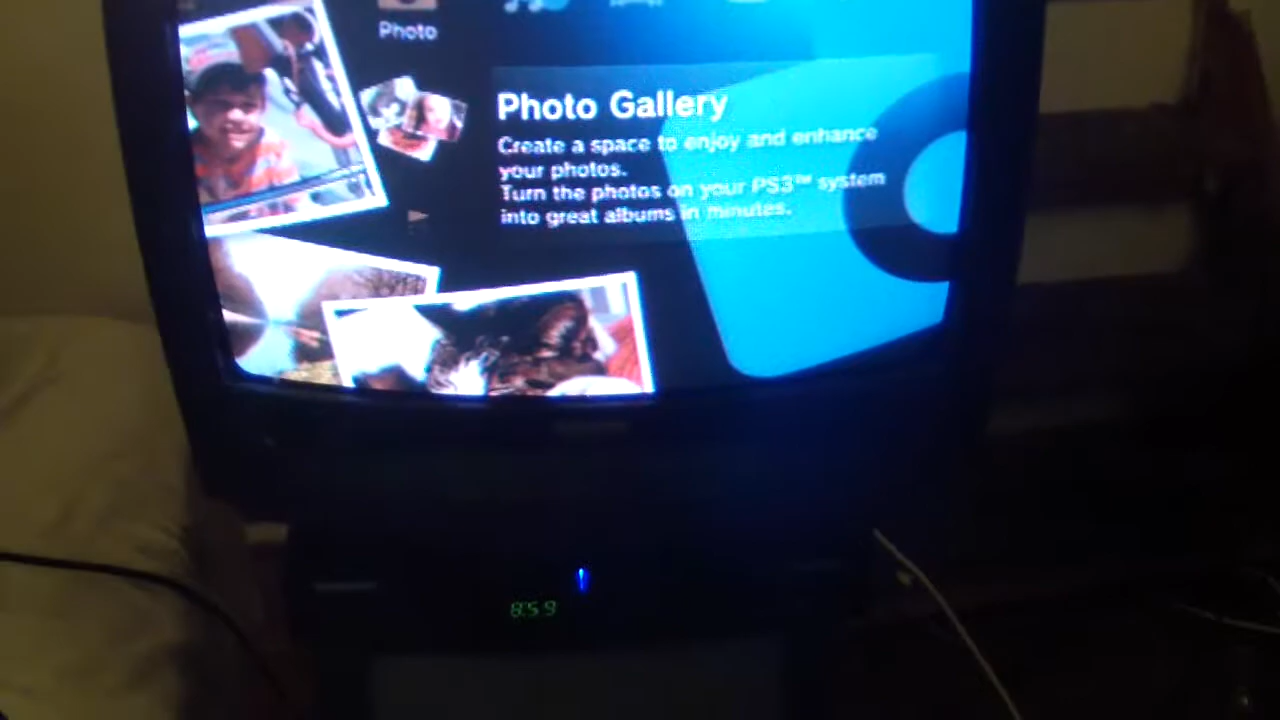 Photo
Photo Gallery
Create a space to enjoy and enhance
your photos.
Turn the photos on your PS3™ system
into great albums in minutes.
8:59